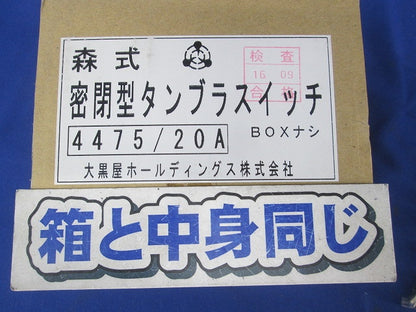 森式
検査
16 09
合格
密閉型タンブラスイッチ
4475/20A
BOXナシ
大黒屋ホールディングス株式会社
箱と中身同じ